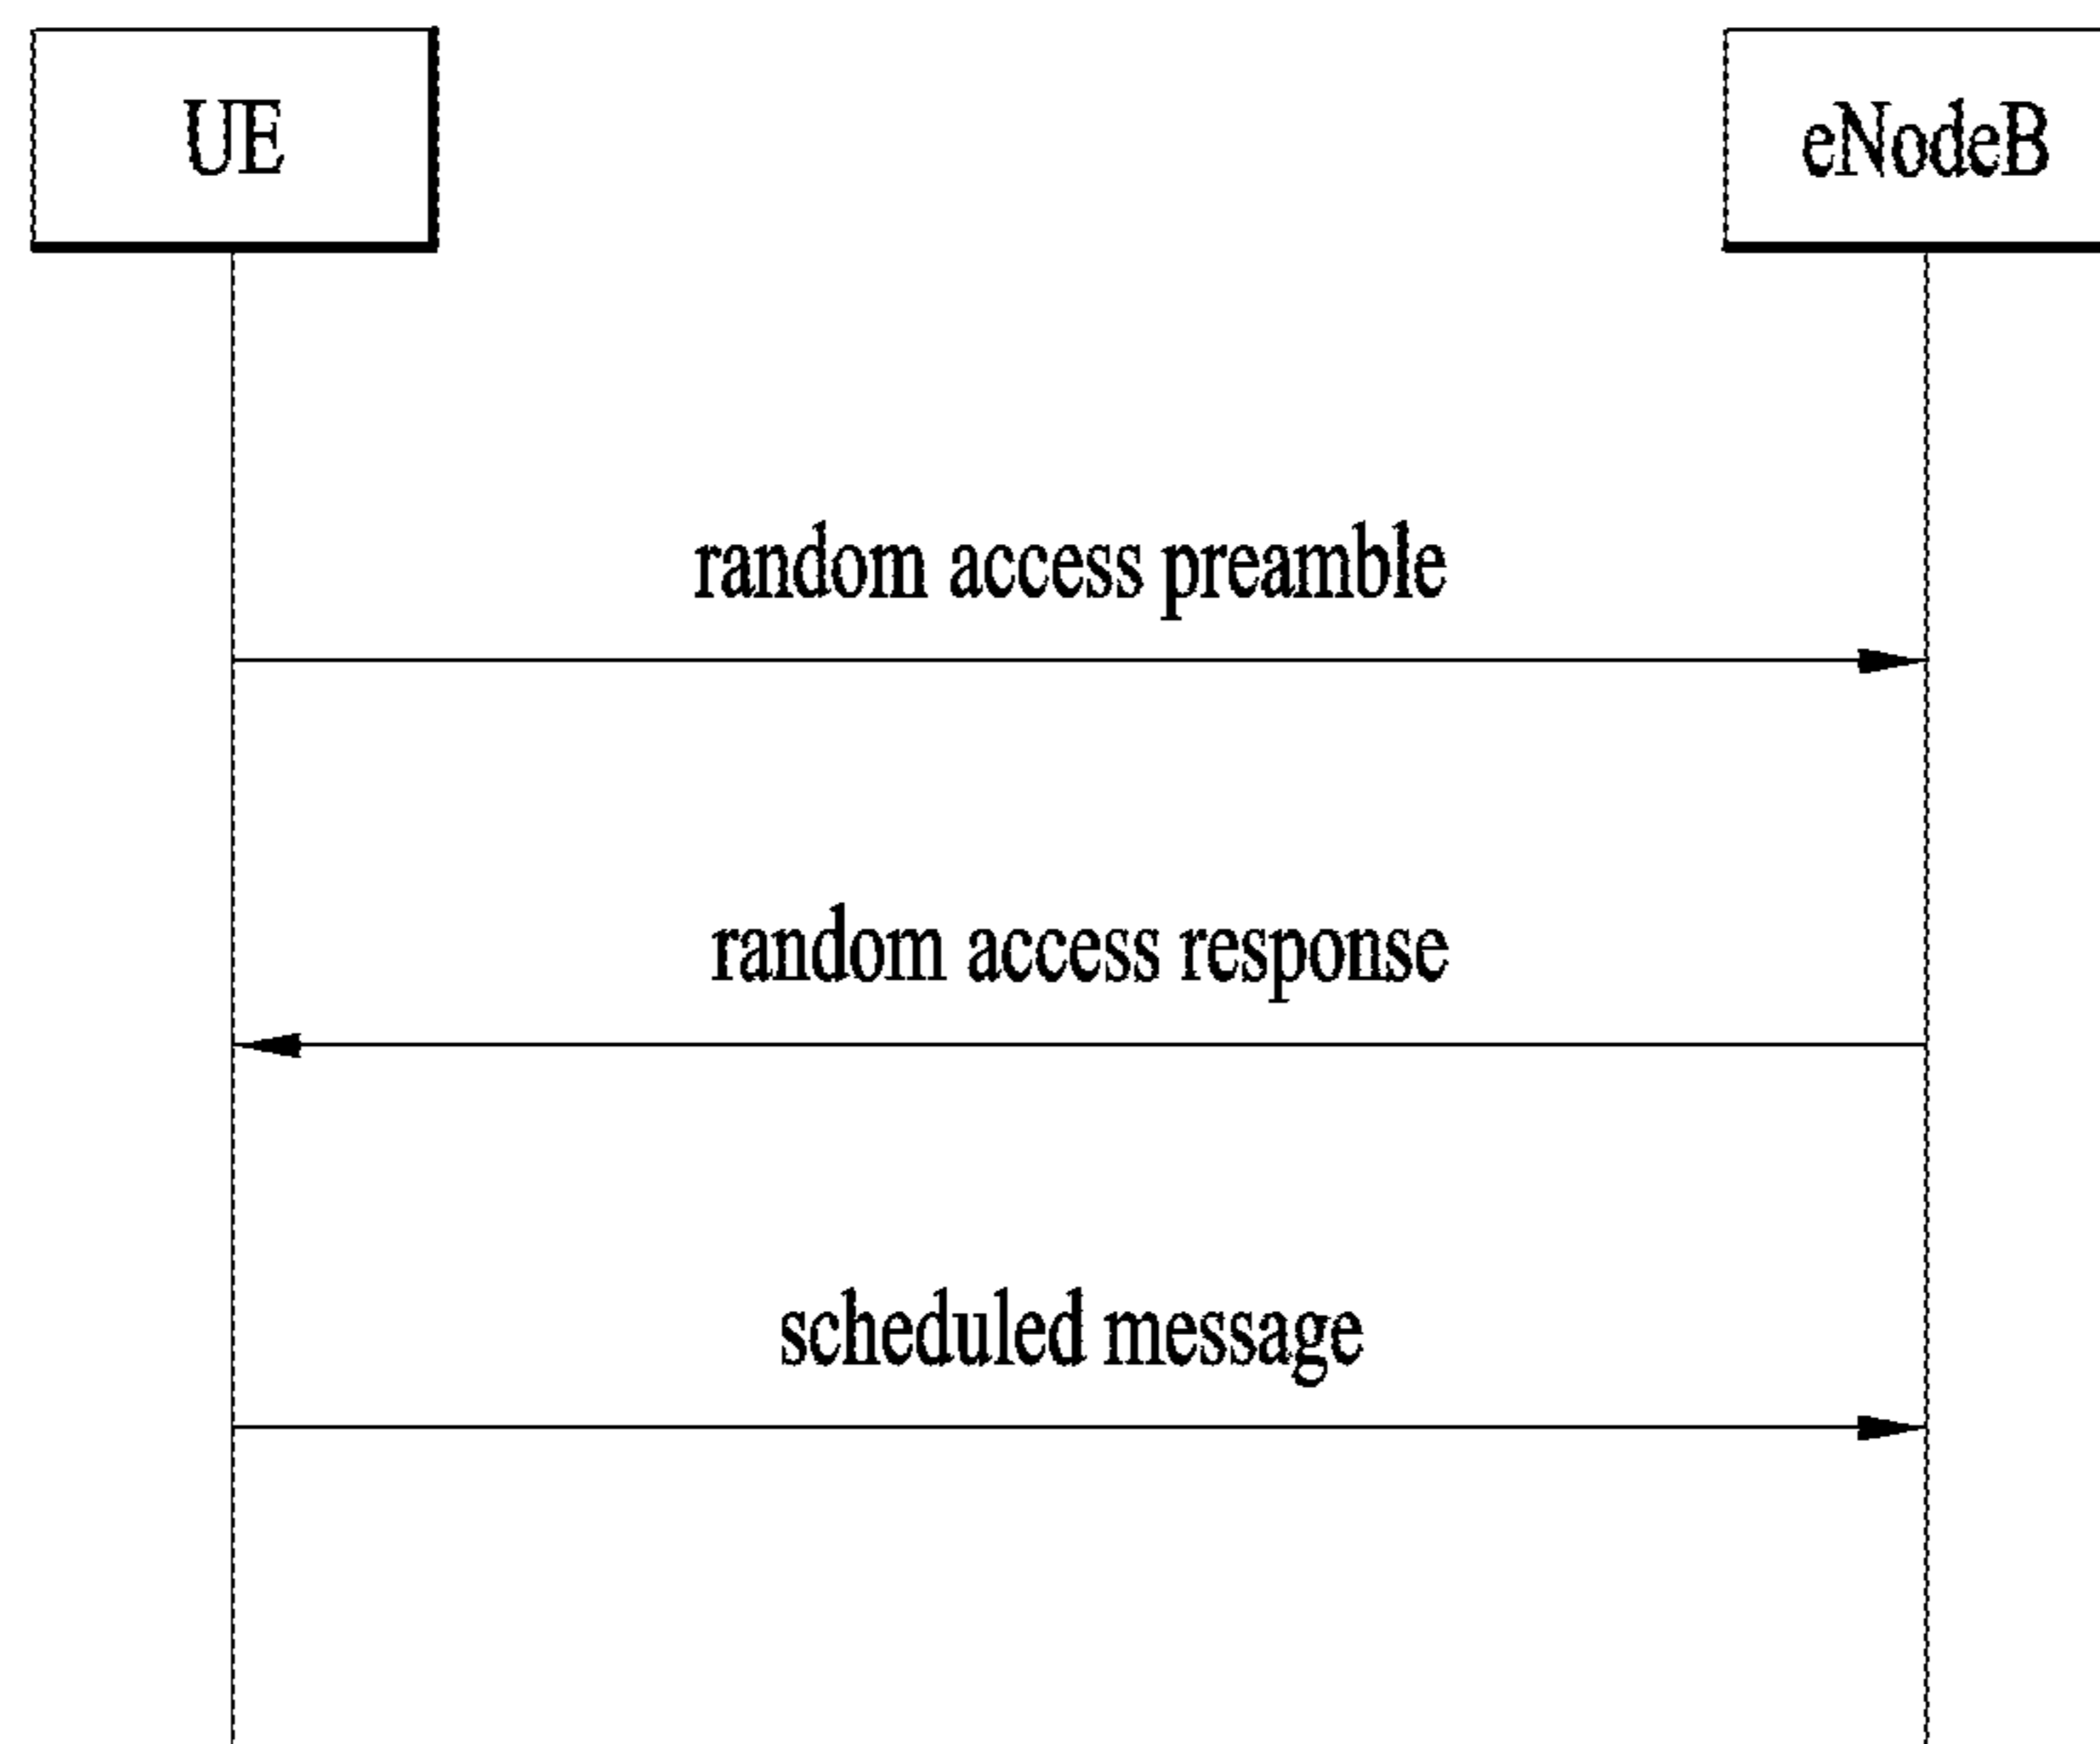 UE
eNodeB
random access preamble
random access response
scheduled message